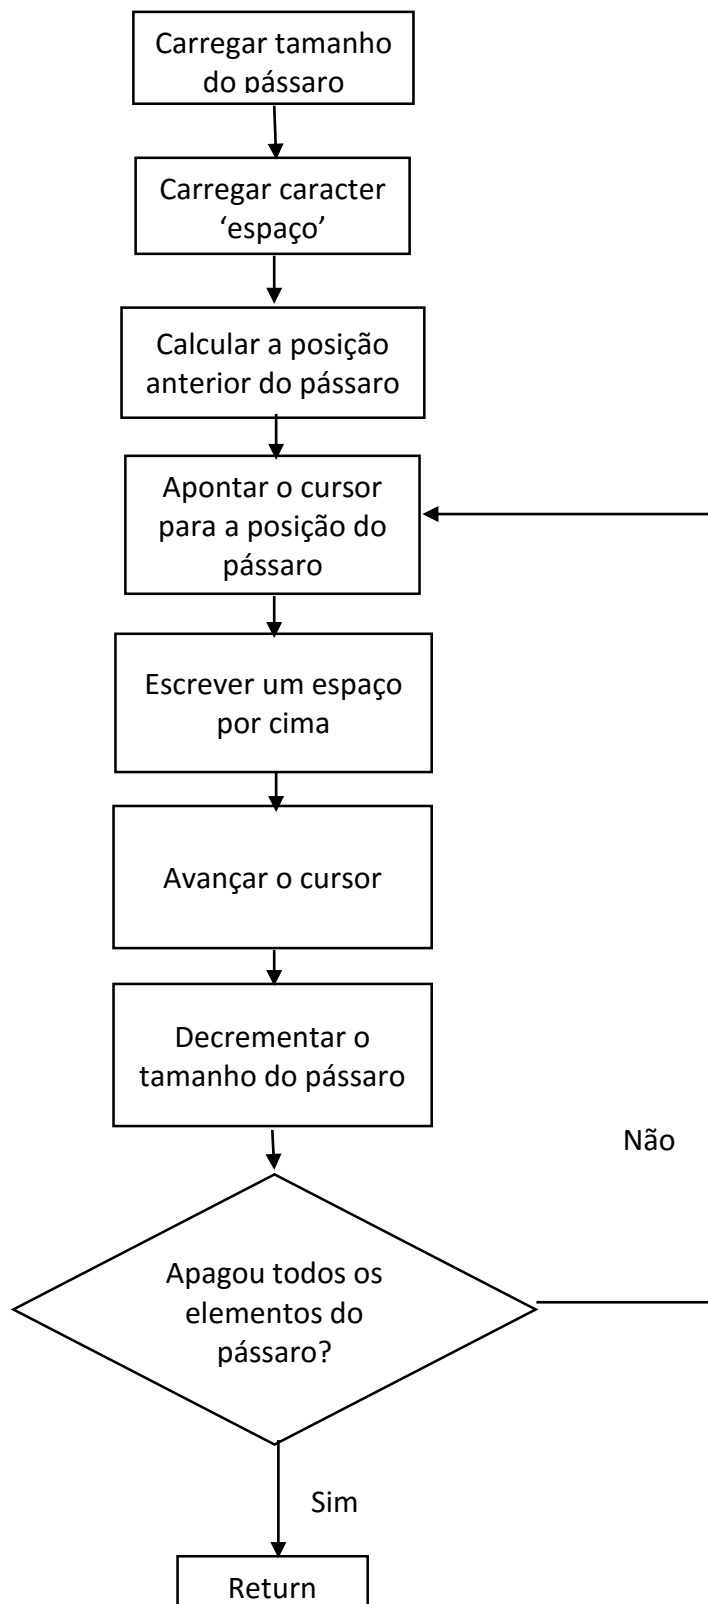 Carregar tamanho
do pássaro
Carregar caracter
‘espaço’
Calcular a posição
anterior do pássaro
Apontar o cursor
para a posição do
pássaro
Escrever um espaço
por cima
Avançar o cursor
Decrementar o
tamanho do pássaro
Não
Apagou todos os
elementos do
pássaro?
Sim
Return